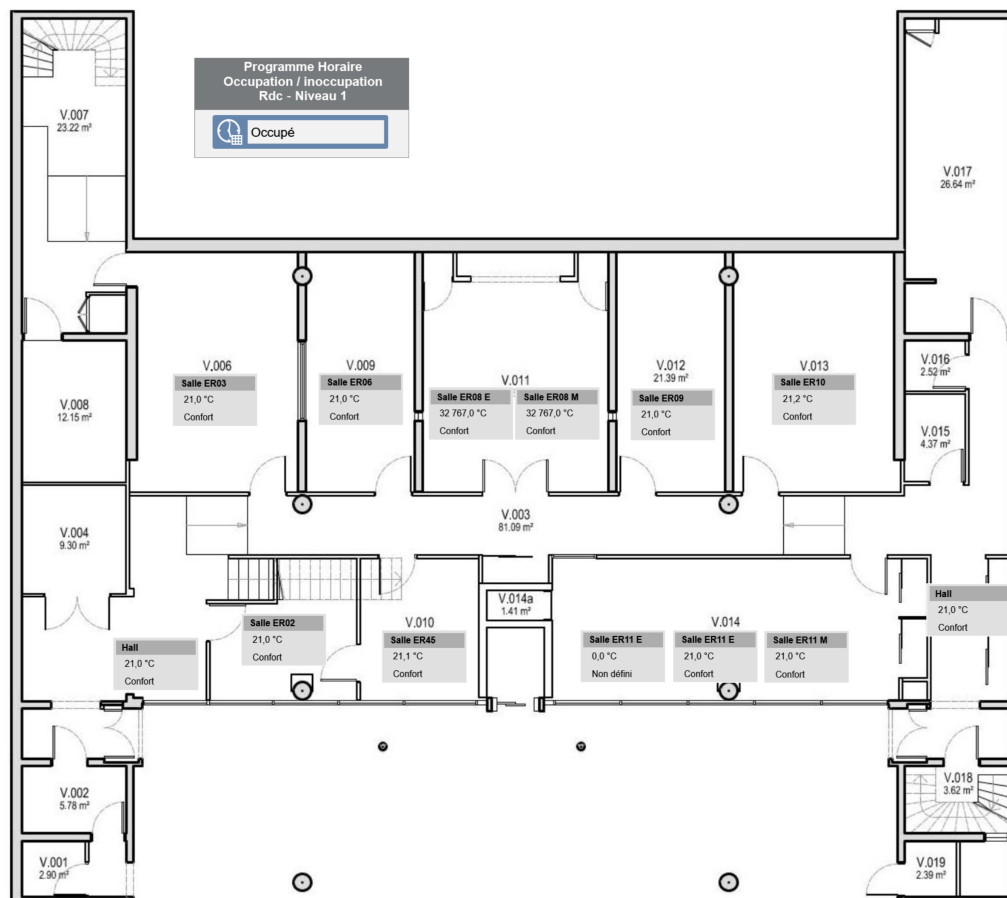 Programme Horaire
Occupation / inoccupation
Rdc - Niveau 1
Occupé
V.007
23.22 m²
V.017
26.64 m²
V.006
Salle ER03
21,0 °C
Confort
V.009
Salle ER06
21,0 °C
Confort
V.011
Salle ER08 E
32 767,0 °C
Confort
Salle ER08 M
32 767,0 °C
Confort
V.012
21.39 m²
Salle ER09
21,0 °C
Confort
V.013
Salle ER10
21,2 °C
Confort
V.016
2.52 m²
V.008
12.15 m²
V.015
4.37 m²
V.003
81.09 m²
V.004
9.30 m²
Hall
21,0 °C
Confort
Salle ER02
21,0 °C
Confort
V.010
Salle ER45
21,1 °C
Confort
V.014a
1.41 m²
V.014
Salle ER11 E
0,0 °C
Non défini
Salle ER11 E
21,0 °C
Confort
Salle ER11 M
21,0 °C
Confort
Hall
21,0 °C
Confort
V.002
5.78 m²
V.018
3.62 m²
V.001
2.90 m²
V.019
2.39 m²